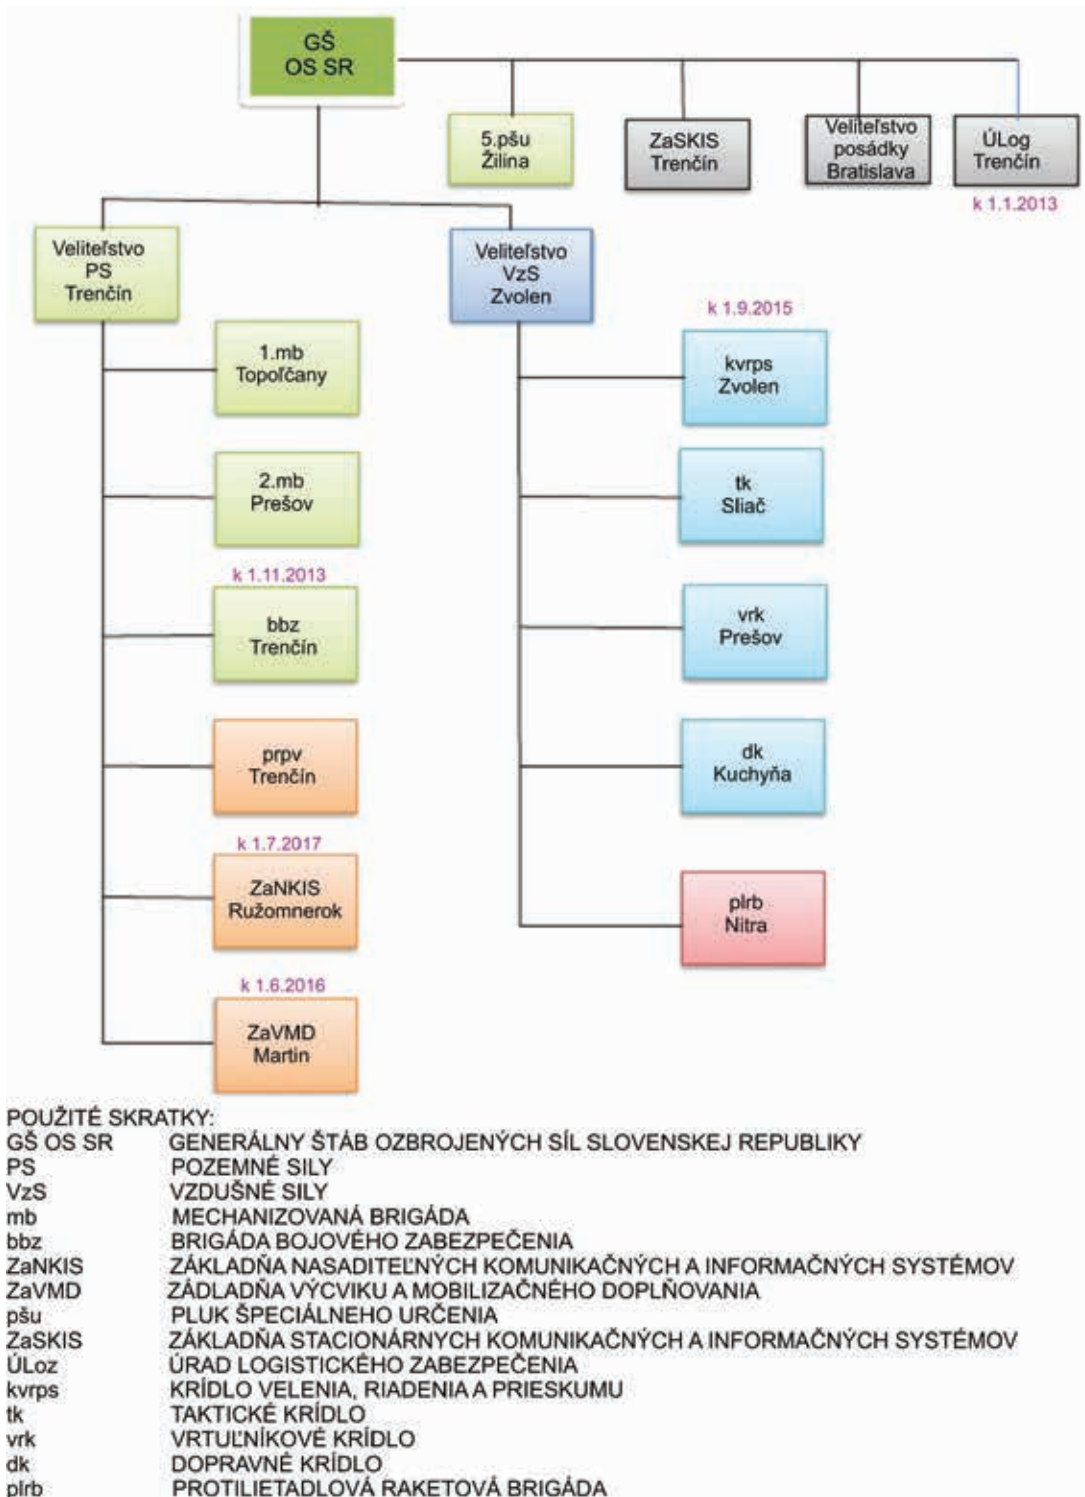 GŠ
OS SR
5.pšu
Žilina
ZaSKIS
Trenčín
Veliteľstvo
posádky
Bratislava
ÚLog
Trenčín
k 1.1.2013
Veliteľstvo
PS
Trenčín
Veliteľstvo
VzS
Zvolen
1.mb
Topoľčany
2.mb
Prešov
k 1.11.2013
bbz
Trenčín
prpv
Trenčín
k 1.7.2017
ZaNKIS
Ružomnerok
k 1.6.2016
ZaVMD
Martin
k 1.9.2015
kvrps
Zvolen
tk
Sliač
vrk
Prešov
dk
Kuchyňa
plrb
Nitra
POUŽITÉ SKRATKY:
GŠ OS SR GENERÁLNY ŠTÁB OZBROJENÝCH SÍL SLOVENSKEJ REPUBLIKY
PS POZEMNÉ SILY
VzS VZDUŠNÉ SILY
mb MECHANIZOVANÁ BRIGÁDA
bbz BRIGÁDA BOJOVÉHO ZABEZPEČENIA
ZaNKIS ZÁKLADŇA NASADITEĽNÝCH KOMUNIKAČNÝCH A INFORMAČNÝCH SYSTÉMOV
ZaVMD ZÁDLADŇA VÝCVIKU A MOBILIZAČNÉHO DOPLŇOVANIA
pšu PLUK ŠPECIÁLNEHO URČENIA
ZaSKIS ZÁKLADŇA STACIONÁRNYCH KOMUNIKAČNÝCH A INFORMAČNÝCH SYSTÉMOV
ÚLoz ÚRAD LOGISTICKÉHO ZABEZPEČENIA
kvrps KRÍDLO VELENIA, RIADENIA A PRIESKUMU
tk TAKTICKÉ KRÍDLO
vrk VRTUĽNÍKOVÉ KRÍDLO
dk DOPRAVNÉ KRÍDLO
plrb PROTILIETADLOVÁ RAKETOVÁ BRIGÁDA